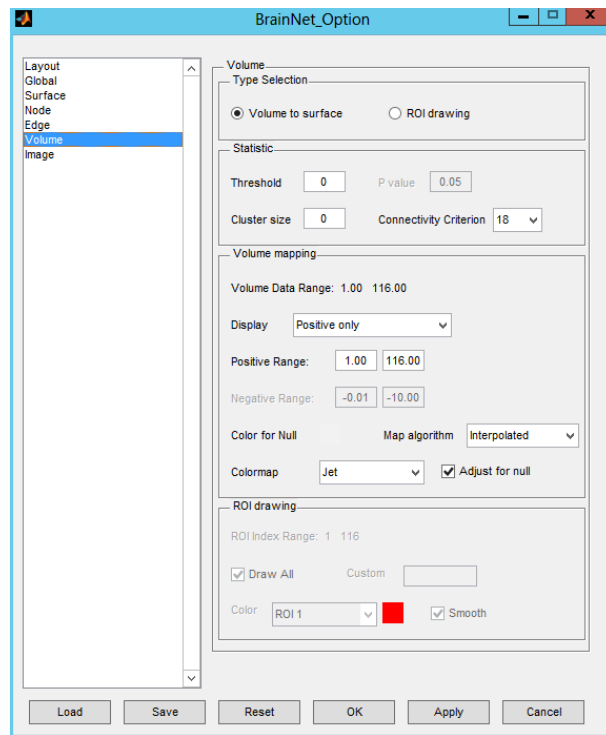 BrainNet_Option
Layout
Global
Surface
Node
Edge
Volume
Image
Volume
Type Selection
Volume to surface ROI drawing
Statistic
Threshold 0 P value 0.05
Cluster size 0 Connectivity Criterion 18
Volume mapping
Volume Data Range: 1.00 116.00
Display Positive only
Positive Range: 1.00 116.00
Negative Range: -0.01 -10.00
Color for Null Map algorithm Interpolated
Colormap Jet Adjust for null
ROI drawing
ROI Index Range: 1 116
Draw All Custom
Color ROI 1 Smooth
Load Save Reset OK Apply Cancel